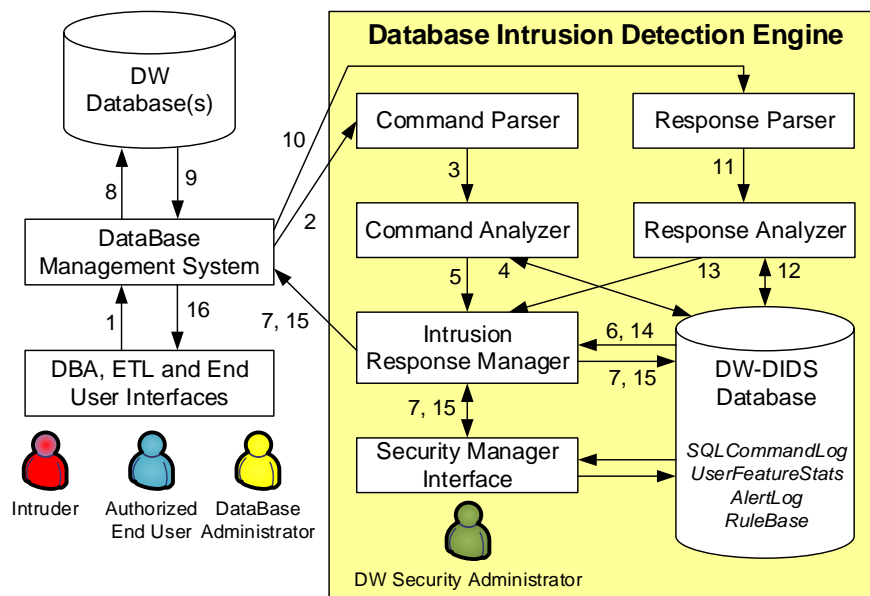 Database Intrusion Detection Engine
DW
Database(s)
10
Command Parser
Response Parser
8
9
2
3
11
DataBase
Management System
Command Analyzer
Response Analyzer
1
16
7, 15
5
4
13
12
DBA, ETL and End
User Interfaces
Intrusion
Response Manager
6, 14
7, 15
DW-DIDS
Database
7, 15
Security Manager
Interface
SQLCommandLog
UserFeatureStats
AlertLog
RuleBase
Intruder
Authorized
End User
DataBase
Administrator
DW Security Administrator